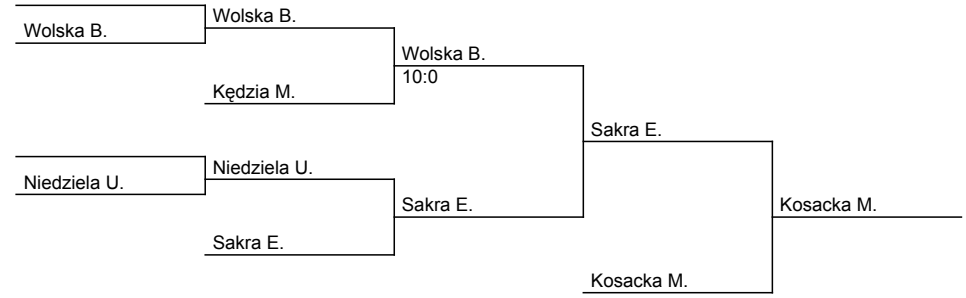 Wolska B.
Wolska B.
Kędzia M.
Wolska B.
10:0
Niedziela U.
Niedziela U.
Sakra E.
Sakra E.
Sakra E.
Kosacka M.
Kosacka M.